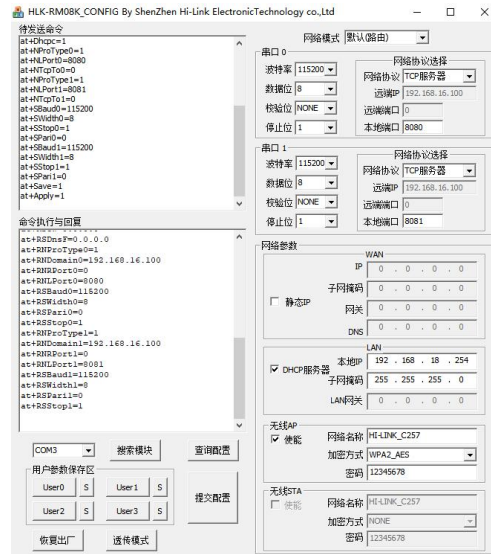 HLK-RM08K_CONFIG By ShenZhen Hi-Link ElectronicTechnology co.,Ltd
待发送命令
at+Dhcpc=1
at+NProType0=1
at+NLPort0=8080
at+NTcpTo0=0
at+NProType1=1
at+NLPort1=8081
at+NTcpTo1=0
at+SBaud0=115200
at+SWidth0=8
at+SStop0=1
at+SPari0=0
at+SBaud1=115200
at+SWidth1=8
at+SStop1=1
at+SPari1=0
at+Save=1
at+Apply=1
命令执行与回复
at+RSDnsF=0.0.0.0
at+RNProType0=1
at+RNDomain0=192.168.16.100
at+RNRPort0=0
at+RNLPort0=8080
at+RSBaud0=115200
at+RSWidth0=8
at+RSPari0=0
at+RSStop0=1
at+RNProType1=1
at+RNDomain1=192.168.16.100
at+RNRPort1=0
at+RNLPort1=8081
at+RSBaud1=115200
at+RSWidth1=8
at+RSPari1=0
at+RSStop1=1
COM3 搜索模块 查询配置
用户参数保存区
User0 S User1 S
User2 S User3 S
提交配置
恢复出厂 透传模式
网络模式 默认(路由)
串口 0
波特率 115200
数据位 8
校验位 NONE
停止位 1
网络协议选择
网络协议 TCP服务器
远端IP 192.168.16.100
远端端口 0
本地端口 8080
串口 1
波特率 115200
数据位 8
校验位 NONE
停止位 1
网络协议选择
网络协议 TCP服务器
远端IP 192.168.16.100
远端端口 0
本地端口 8081
网络参数
WAN
静态IP
IP 0 . 0 . 0 . 0
子网掩码 0 . 0 . 0 . 0
网关 0 . 0 . 0 . 0
DNS 0 . 0 . 0 . 0
LAN
DHCP服务器
本地IP 192 . 168 . 18 . 254
子网掩码 255 . 255 . 255 . 0
LAN网关 0 . 0 . 0 . 0
无线AP
使能 网络名称 HI-LINK_C257
加密方式 WPA2_AES
密码 12345678
无线STA
使能 网络名称 HI-LINK_C257
加密方式 NONE
密码 12345678